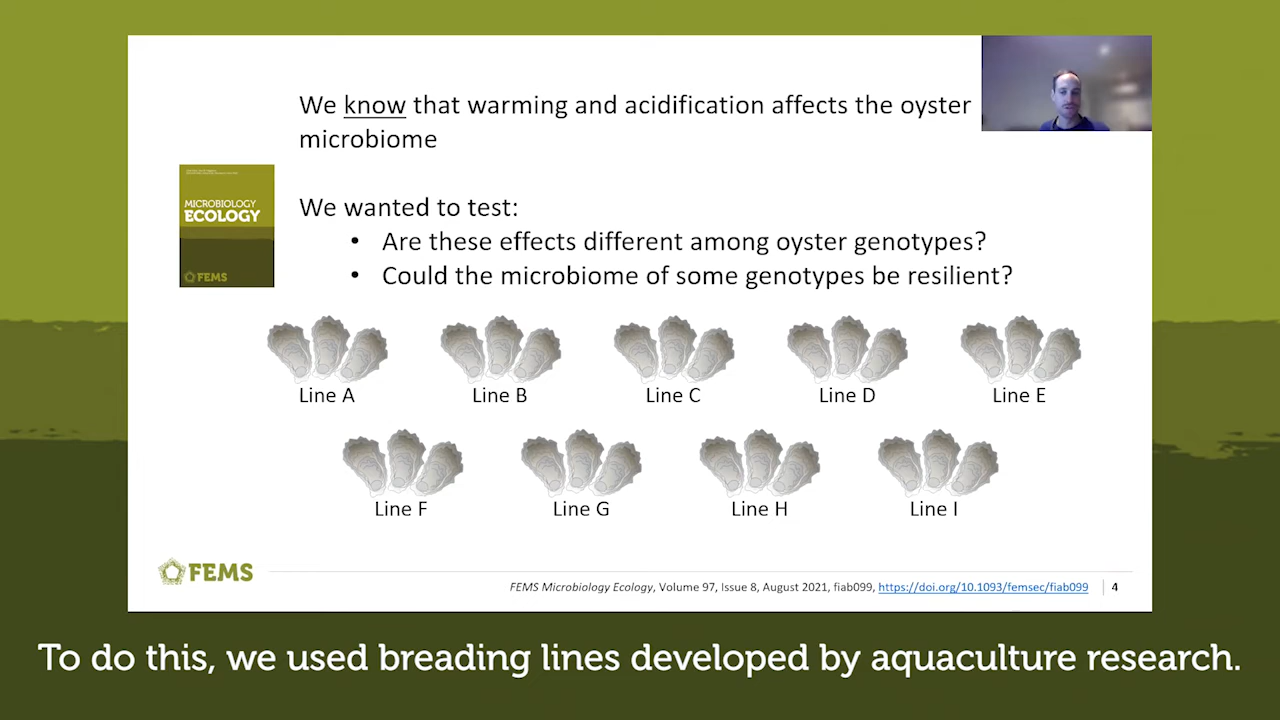 We know that warming and acidification affects the oyster
microbiome
MICROBIOLOGY
ECOLOGY
FEMS
We wanted to test:
• Are these effects different among oyster genotypes?
• Could the microbiome of some genotypes be resilient?
Line A Line B Line C Line D Line E
Line F Line G Line H Line I
FEMS
FEMS Microbiology Ecology, Volume 97, Issue 8, August 2021, fiab099, https://doi.org/10.1093/femsec/fiab099 4
To do this, we used breading lines developed by aquaculture research.